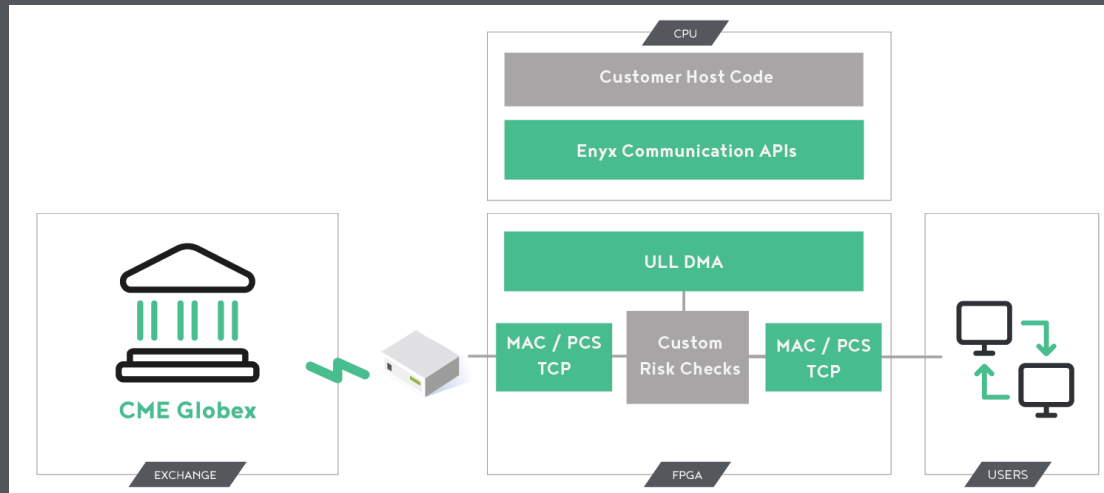 CPU
Customer Host Code
Enyx Communication APIs
ULL DMA
MAC / PCS
TCP
Custom
Risk Checks
MAC / PCS
TCP
CME Globex
EXCHANGE
FPGA
USERS